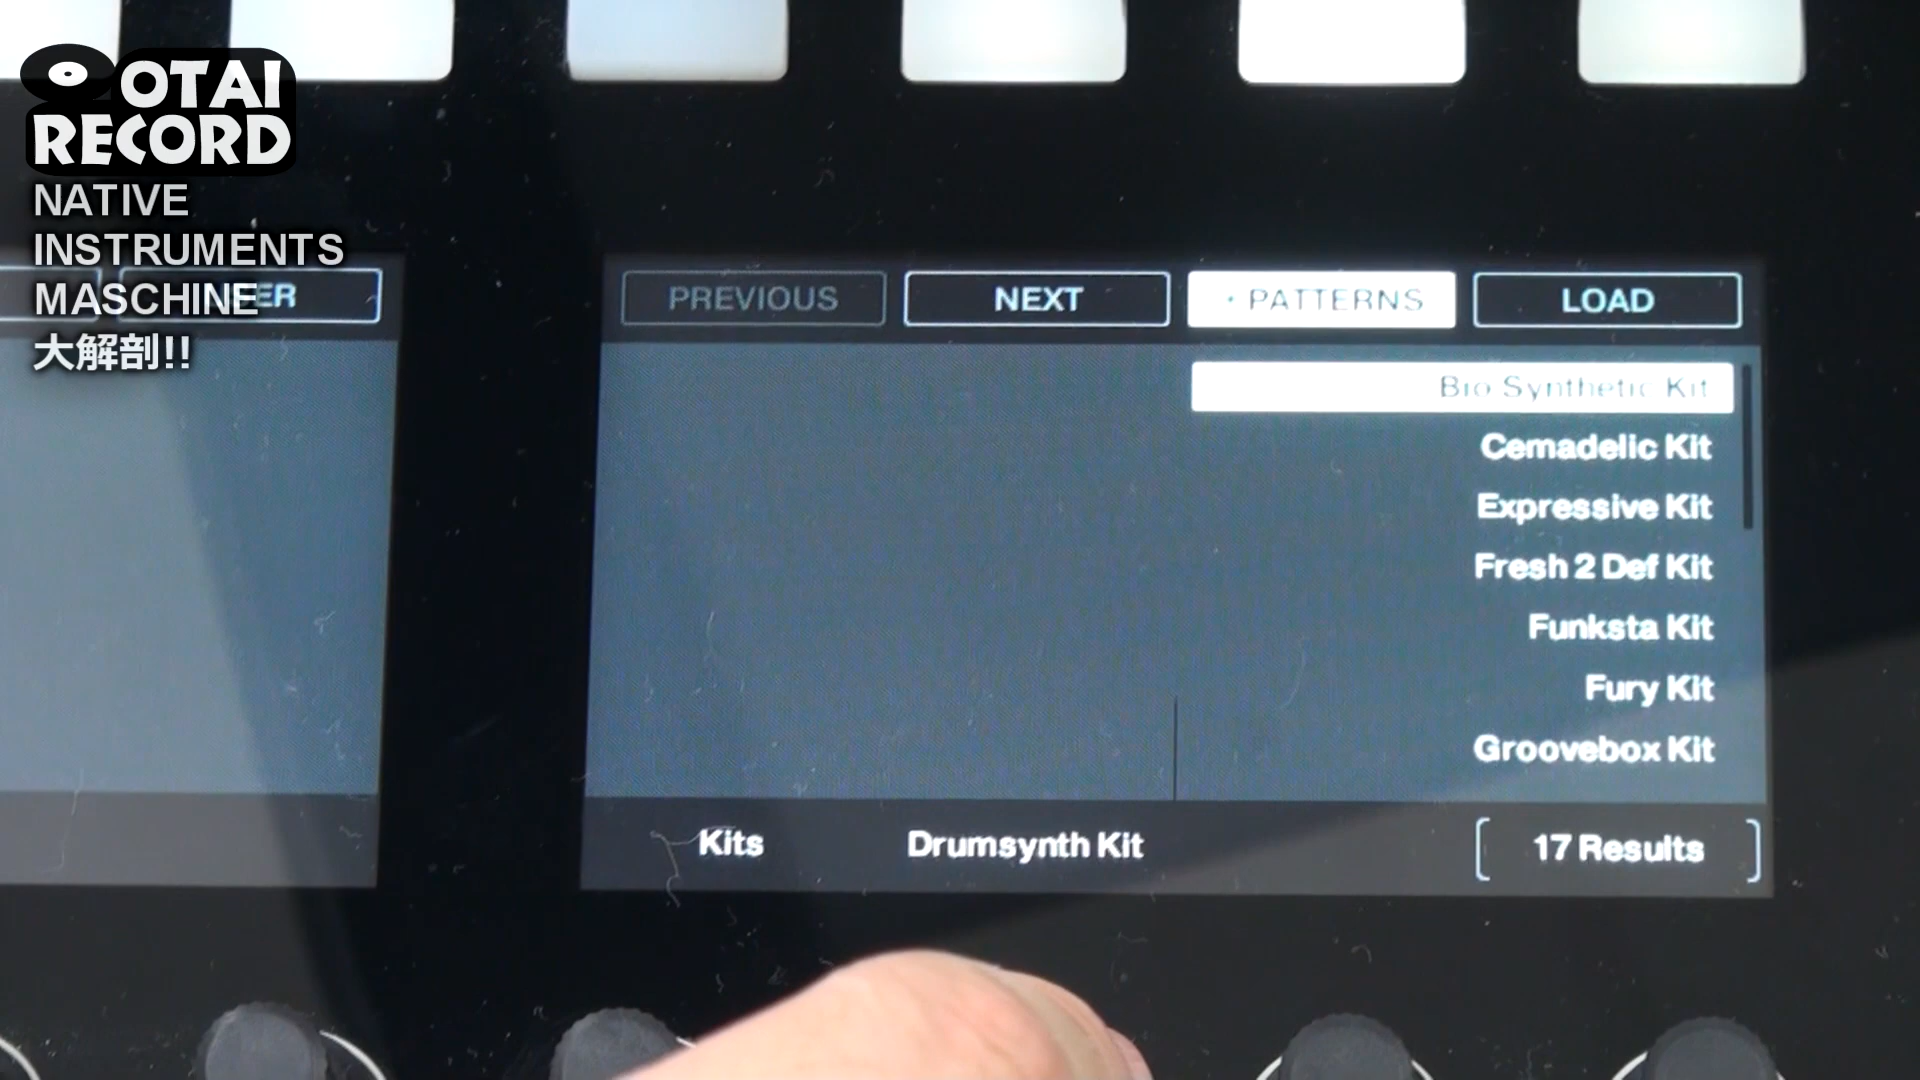 OTAI
RECORD
NATIVE
INSTRUMENTS
MASCHINE
大解剖!!
PREVIOUS
NEXT
PATTERNS
LOAD
Bio Synthetic Kit
Cemadelic Kit
Expressive Kit
Fresh 2 Def Kit
Funksta Kit
Fury Kit
Groovebox Kit
Kits
Drumsynth Kit
17 Results